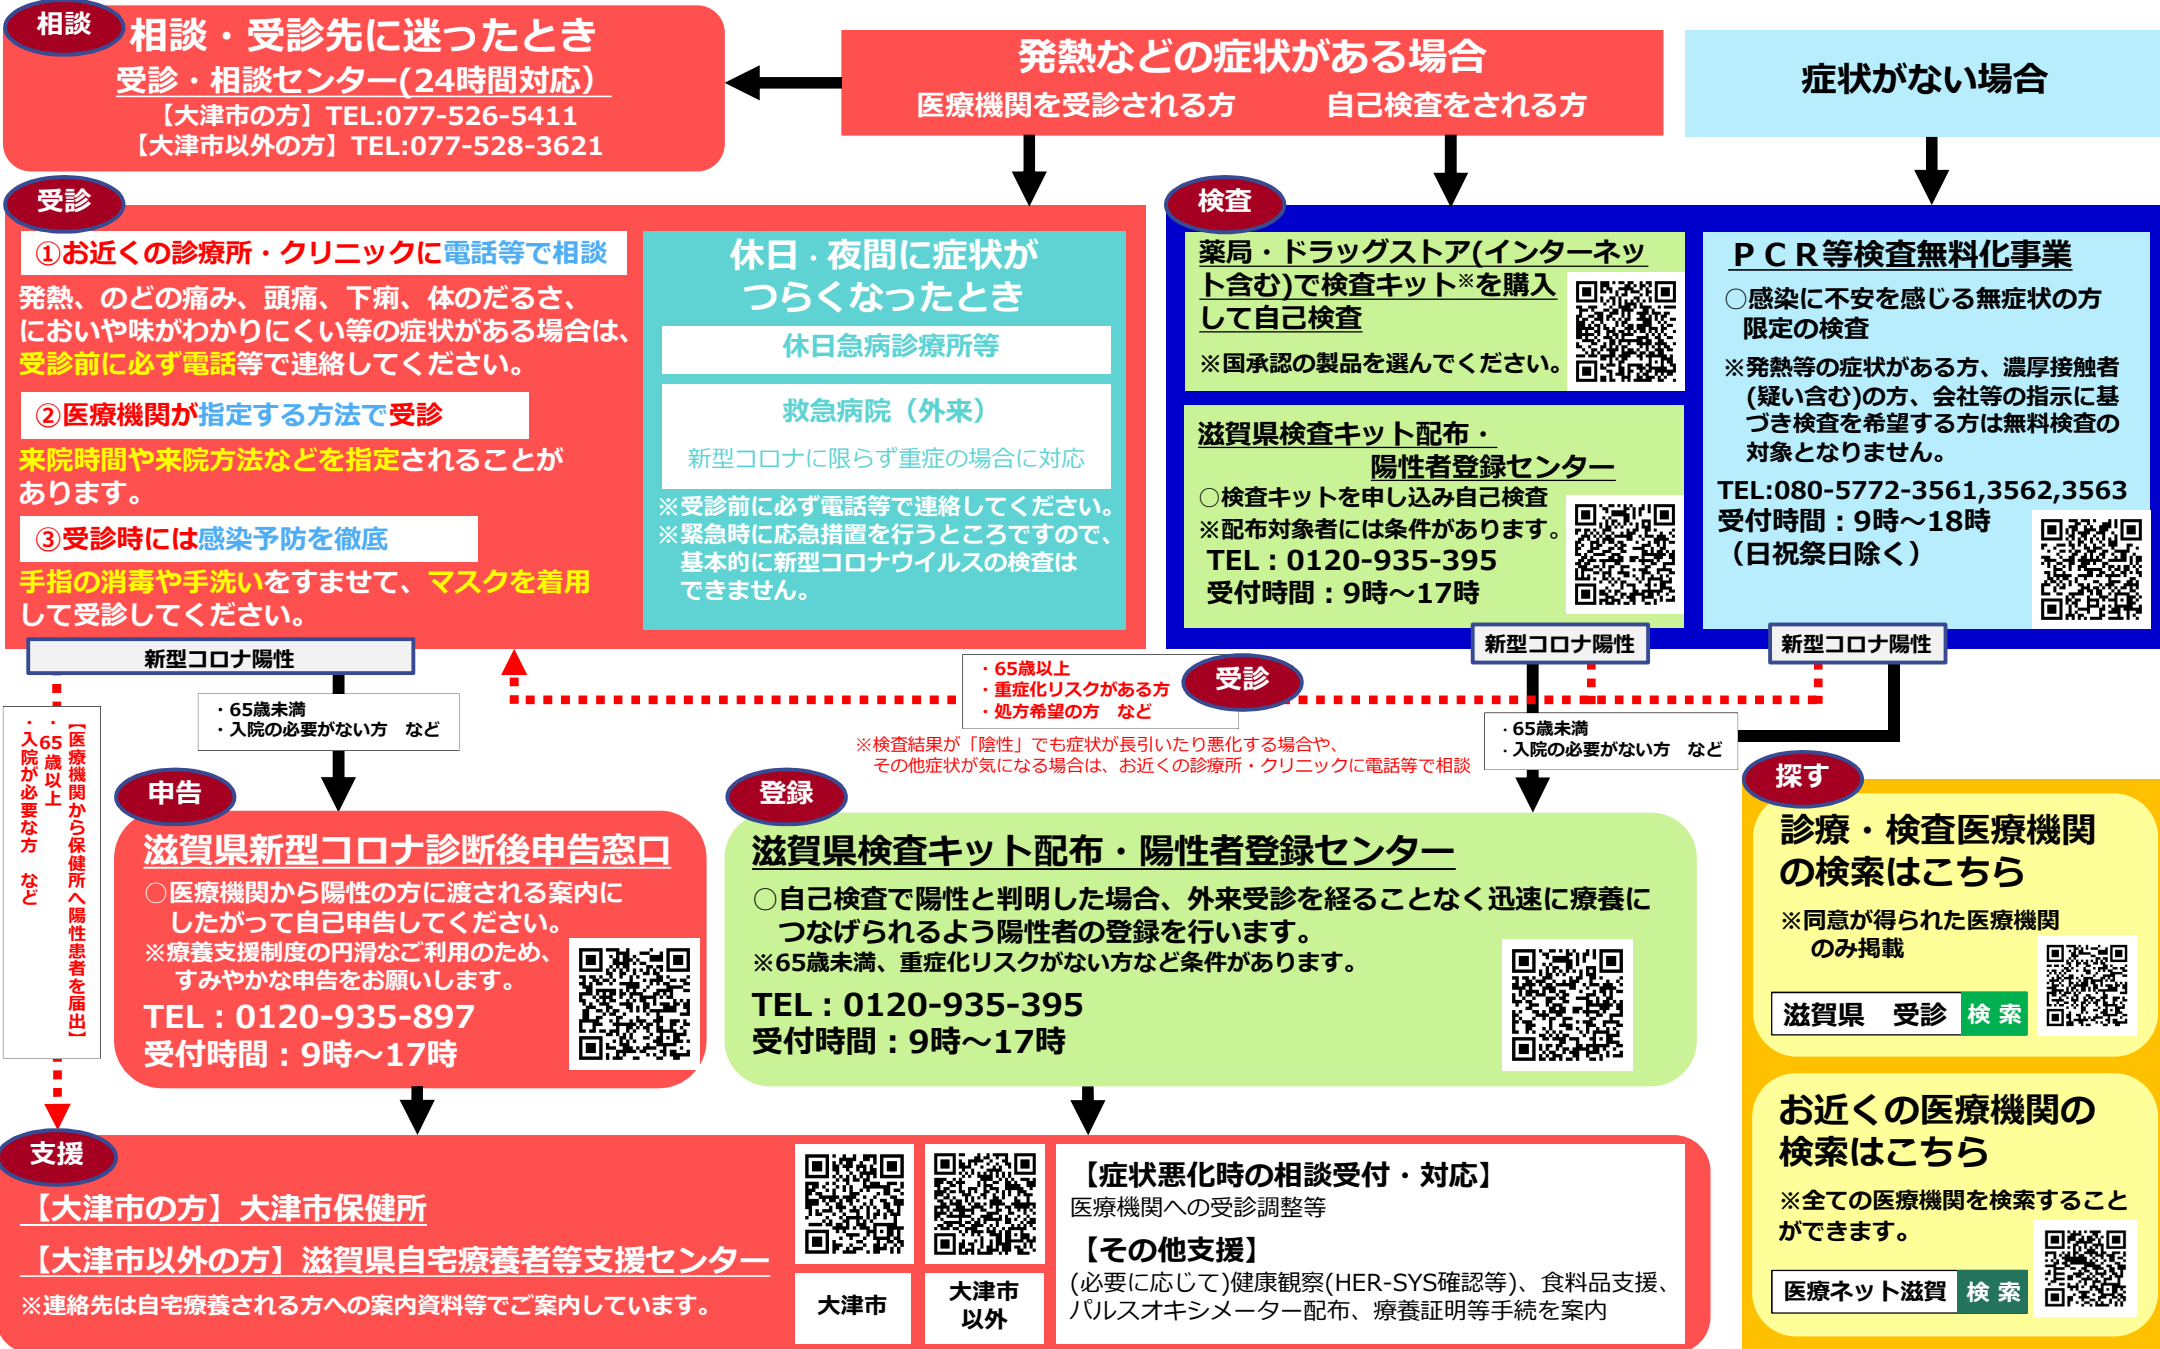 相談
相談・受診先に迷ったとき
受診・相談センター(24時間対応）
【大津市の方】TEL:077-526-5411
【大津市以外の方】TEL:077-528-3621
発熱などの症状がある場合
医療機関を受診される方　自己検査をされる方
症状がない場合
受診
①お近くの診療所・クリニックに電話等で相談
発熱、のどの痛み、頭痛、下痢、体のだるさ、
においや味がわかりにくい等の症状がある場合は、
受診前に必ず電話等で連絡してください。
②医療機関が指定する方法で受診
来院時間や来院方法などを指定されることが
あります。
③受診時には感染予防を徹底
手指の消毒や手洗いをすませて、マスクを着用
して受診してください。
休日・夜間に症状が
つらくなったとき
休日急病診療所等
救急病院（外来）
新型コロナに限らず重症の場合に対応
※受診前に必ず電話等で連絡してください。
※緊急時に応急措置を行うところですので、
基本的に新型コロナウイルスの検査は
できません。
検査
薬局・ドラッグストア(インターネッ
ト含む)で検査キット※を購入
して自己検査
※国承認の製品を選んでください。
滋賀県検査キット配布・
陽性者登録センター
○検査キットを申し込み自己検査
※配布対象者には条件があります。
TEL：0120-935-395
受付時間：9時～17時
ＰＣＲ等検査無料化事業
○感染に不安を感じる無症状の方
限定の検査
※発熱等の症状がある方、濃厚接触者
(疑い含む)の方、会社等の指示に基
づき検査を希望する方は無料検査の
対象となりません。
TEL:080-5772-3561,3562,3563
受付時間：9時～18時
（日祝祭日除く）
新型コロナ陽性
新型コロナ陽性
新型コロナ陽性
・65歳未満
・入院の必要がない方　など
・65歳以上
・重症化リスクがある方
・処方希望の方　など
受診
※検査結果が「陰性」でも症状が長引いたり悪化する場合や、
その他症状が気になる場合は、お近くの診療所・クリニックに電話等で相談
・65歳未満
・入院の必要がない方　など
【医療機関から保健所へ陽性患者を届出】
・65歳以上
・入院が必要な方　など
申告
滋賀県新型コロナ診断後申告窓口
○医療機関から陽性の方に渡される案内に
したがって自己申告してください。
※療養支援制度の円滑なご利用のため、
すみやかな申告をお願いします。
TEL：0120-935-897
受付時間：9時～17時
登録
滋賀県検査キット配布・陽性者登録センター
○自己検査で陽性と判明した場合、外来受診を経ることなく迅速に療養に
つなげられるよう陽性者の登録を行います。
※65歳未満、重症化リスクがない方など条件があります。
TEL：0120-935-395
受付時間：9時～17時
探す
診療・検査医療機関
の検索はこちら
※同意が得られた医療機関
のみ掲載
滋賀県　受診　検索
お近くの医療機関の
検索はこちら
※全ての医療機関を検索すること
ができます。
医療ネット滋賀　検索
支援
【大津市の方】大津市保健所
【大津市以外の方】滋賀県自宅療養者等支援センター
※連絡先は自宅療養される方への案内資料等でご案内しています。
大津市
大津市
以外
【症状悪化時の相談受付・対応】
医療機関への受診調整等
【その他支援】
(必要に応じて)健康観察(HER-SYS確認等)、食料品支援、
パルスオキシメーター配布、療養証明等手続を案内